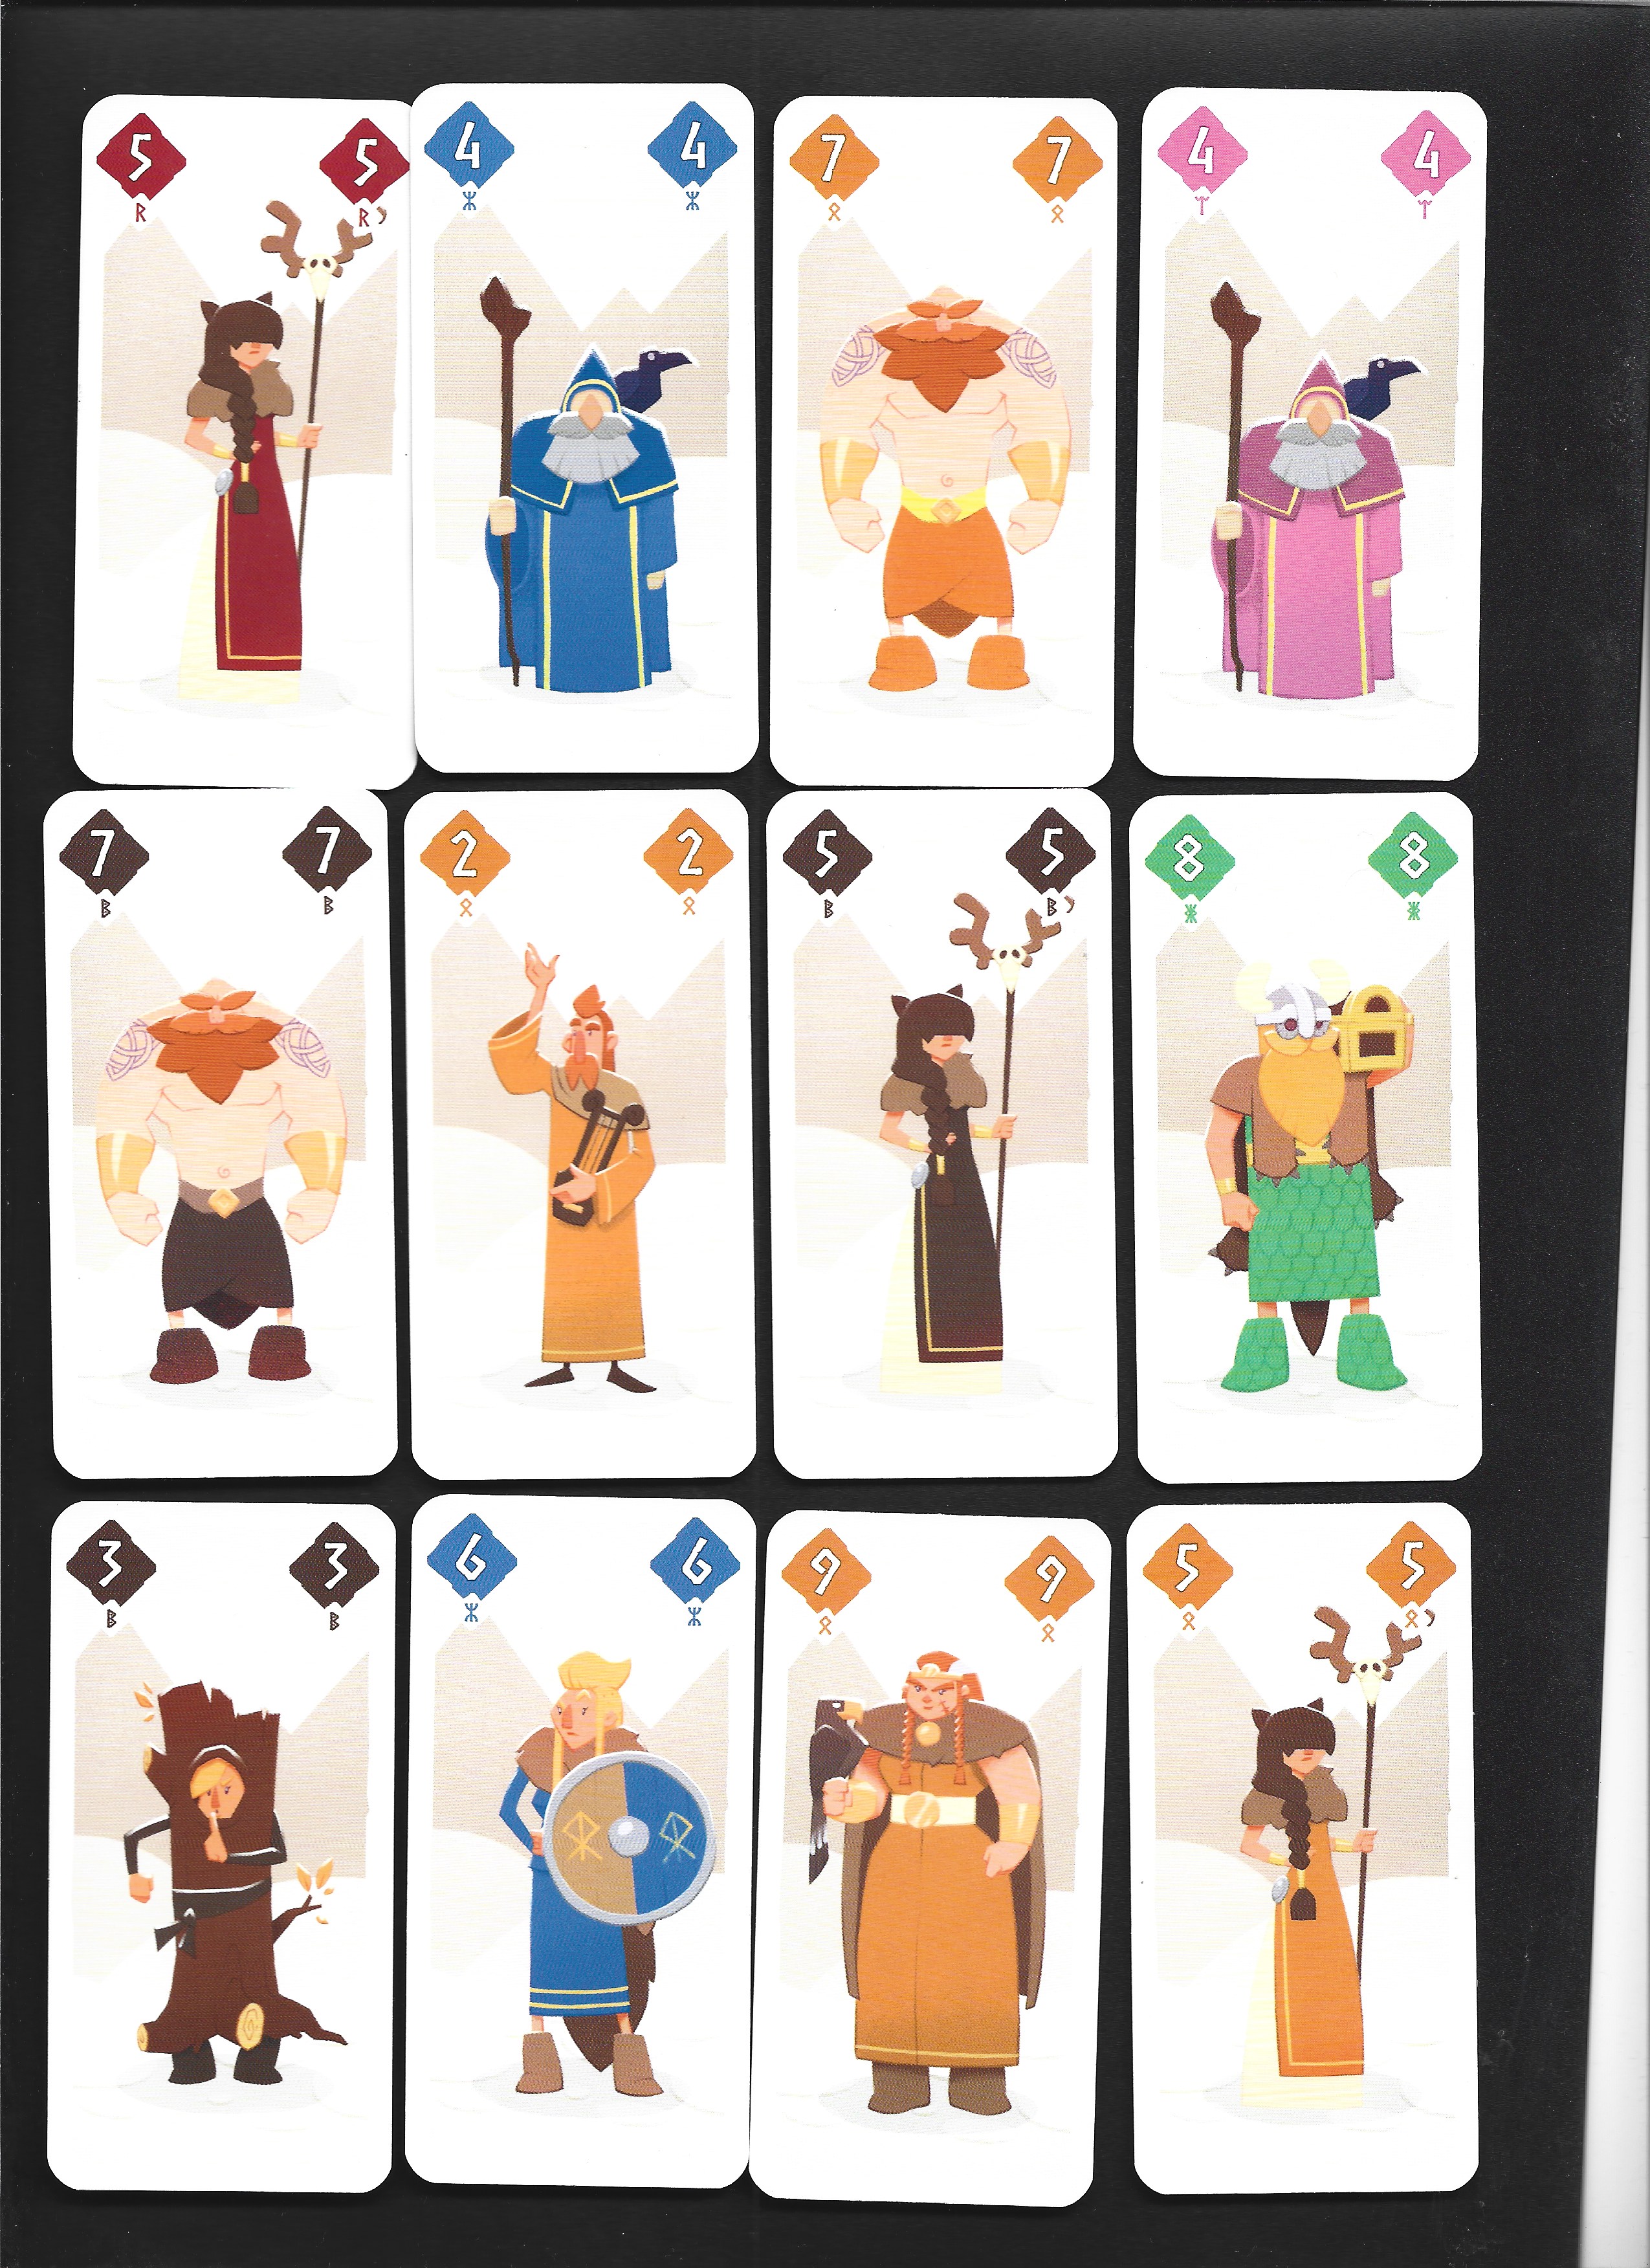 5 5 4 4 7 7 4 4
ᚱ ᚱ ᛯ ᛯ ᛟ ᛟ ᛏ ᛏ
7 7 2 2 5 5 8 8
ᛒ ᛒ ᛟ ᛟ ᛒ ᛒ
3 3 6 6 9 9 5 5
ᛒ ᛒ ᛯ ᛯ ᛟ ᛟ ᛟ ᛟ